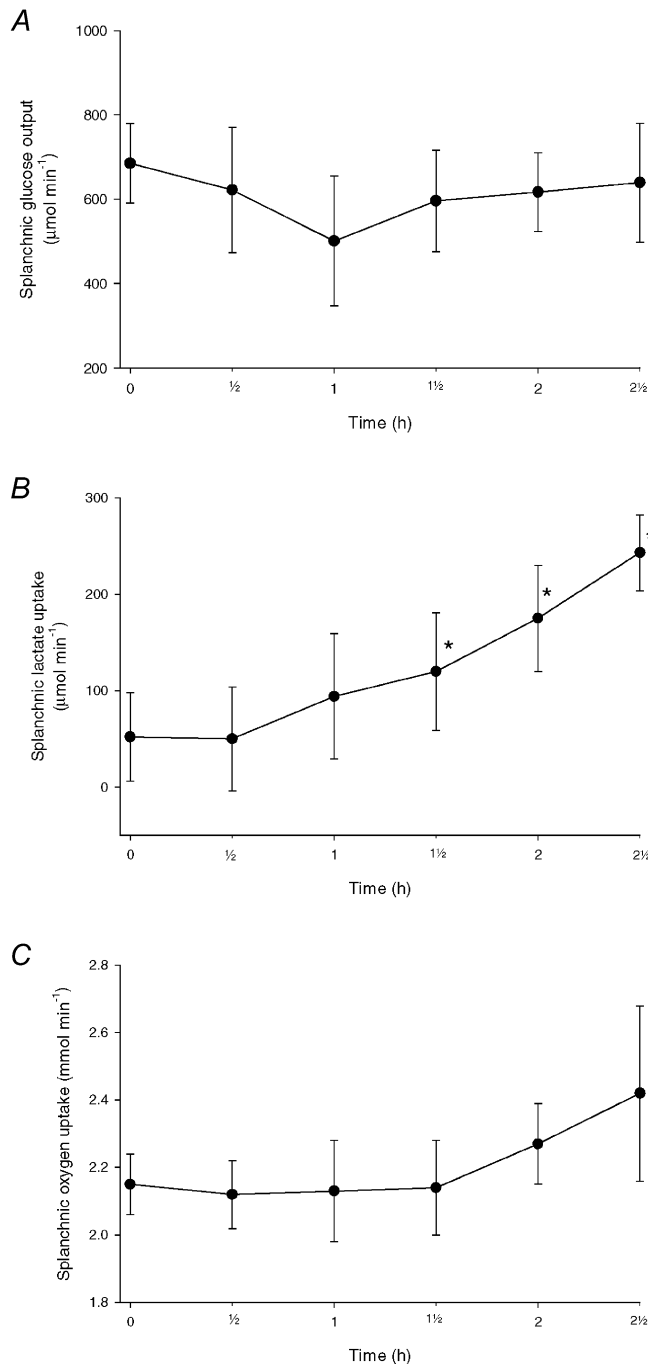 A
Splanchnic glucose output
(µmol min⁻¹)
1000
800
600
400
200
0 ½ 1 1½ 2 2½
Time (h)
B
Splanchnic lactate uptake
(µmol min⁻¹)
300
200
100
0
* * *
0 ½ 1 1½ 2 2½
Time (h)
C
Splanchnic oxygen uptake (mmol min⁻¹)
2.8
2.6
2.4
2.2
2.0
1.8
0 ½ 1 1½ 2 2½
Time (h)